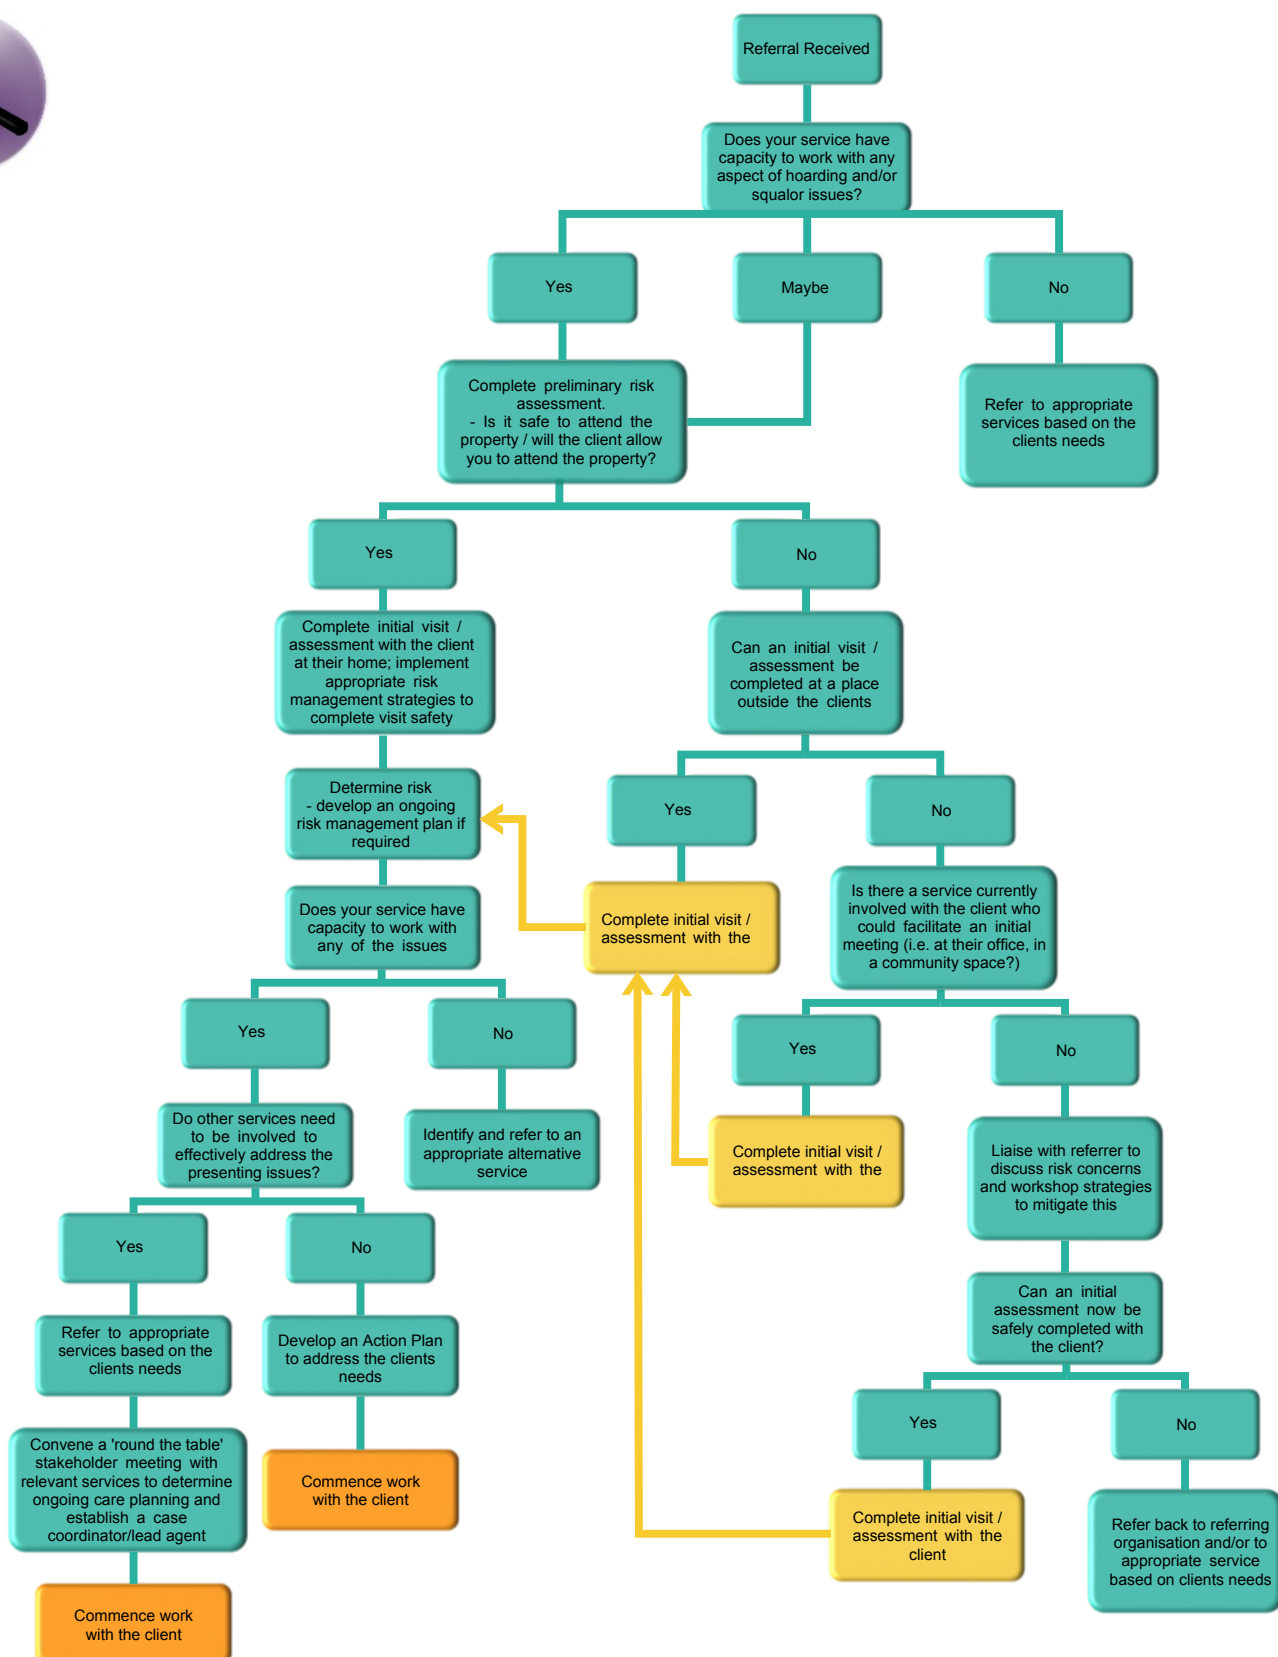 Referral Received
Does your service have
capacity to work with any
aspect of hoarding and/or
squalor issues?
Yes
Maybe
No
Complete preliminary risk
assessment.
- Is it safe to attend the
property / will the client allow
you to attend the property?
Refer to appropriate
services based on the
clients needs
Yes
No
Complete initial visit /
assessment with the client
at their home; implement
appropriate risk
management strategies to
complete visit safety
Can an initial visit /
assessment be
completed at a place
outside the clients
Determine risk
- develop an ongoing
risk management plan if
required
Yes
No
Does your service have
capacity to work with
any of the issues
Complete initial visit /
assessment with the
Is there a service currently
involved with the client who
could facilitate an initial
meeting (i.e. at their office, in
a community space?)
Yes
No
Yes
No
Do other services need
to be involved to
effectively address the
presenting issues?
Identify and refer to an
appropriate alternative
service
Complete initial visit /
assessment with the
Liaise with referrer to
discuss risk concerns
and workshop strategies
to mitigate this
Yes
No
Can an initial
assessment now be
safely completed with
the client?
Refer to appropriate
services based on the
clients needs
Develop an Action Plan
to address the clients
needs
Yes
No
Convene a 'round the table'
stakeholder meeting with
relevant services to determine
ongoing care planning and
establish a case
coordinator/lead agent
Commence work
with the client
Complete initial visit /
assessment with the
client
Refer back to referring
organisation and/or to
appropriate service
based on clients needs
Commence work
with the client